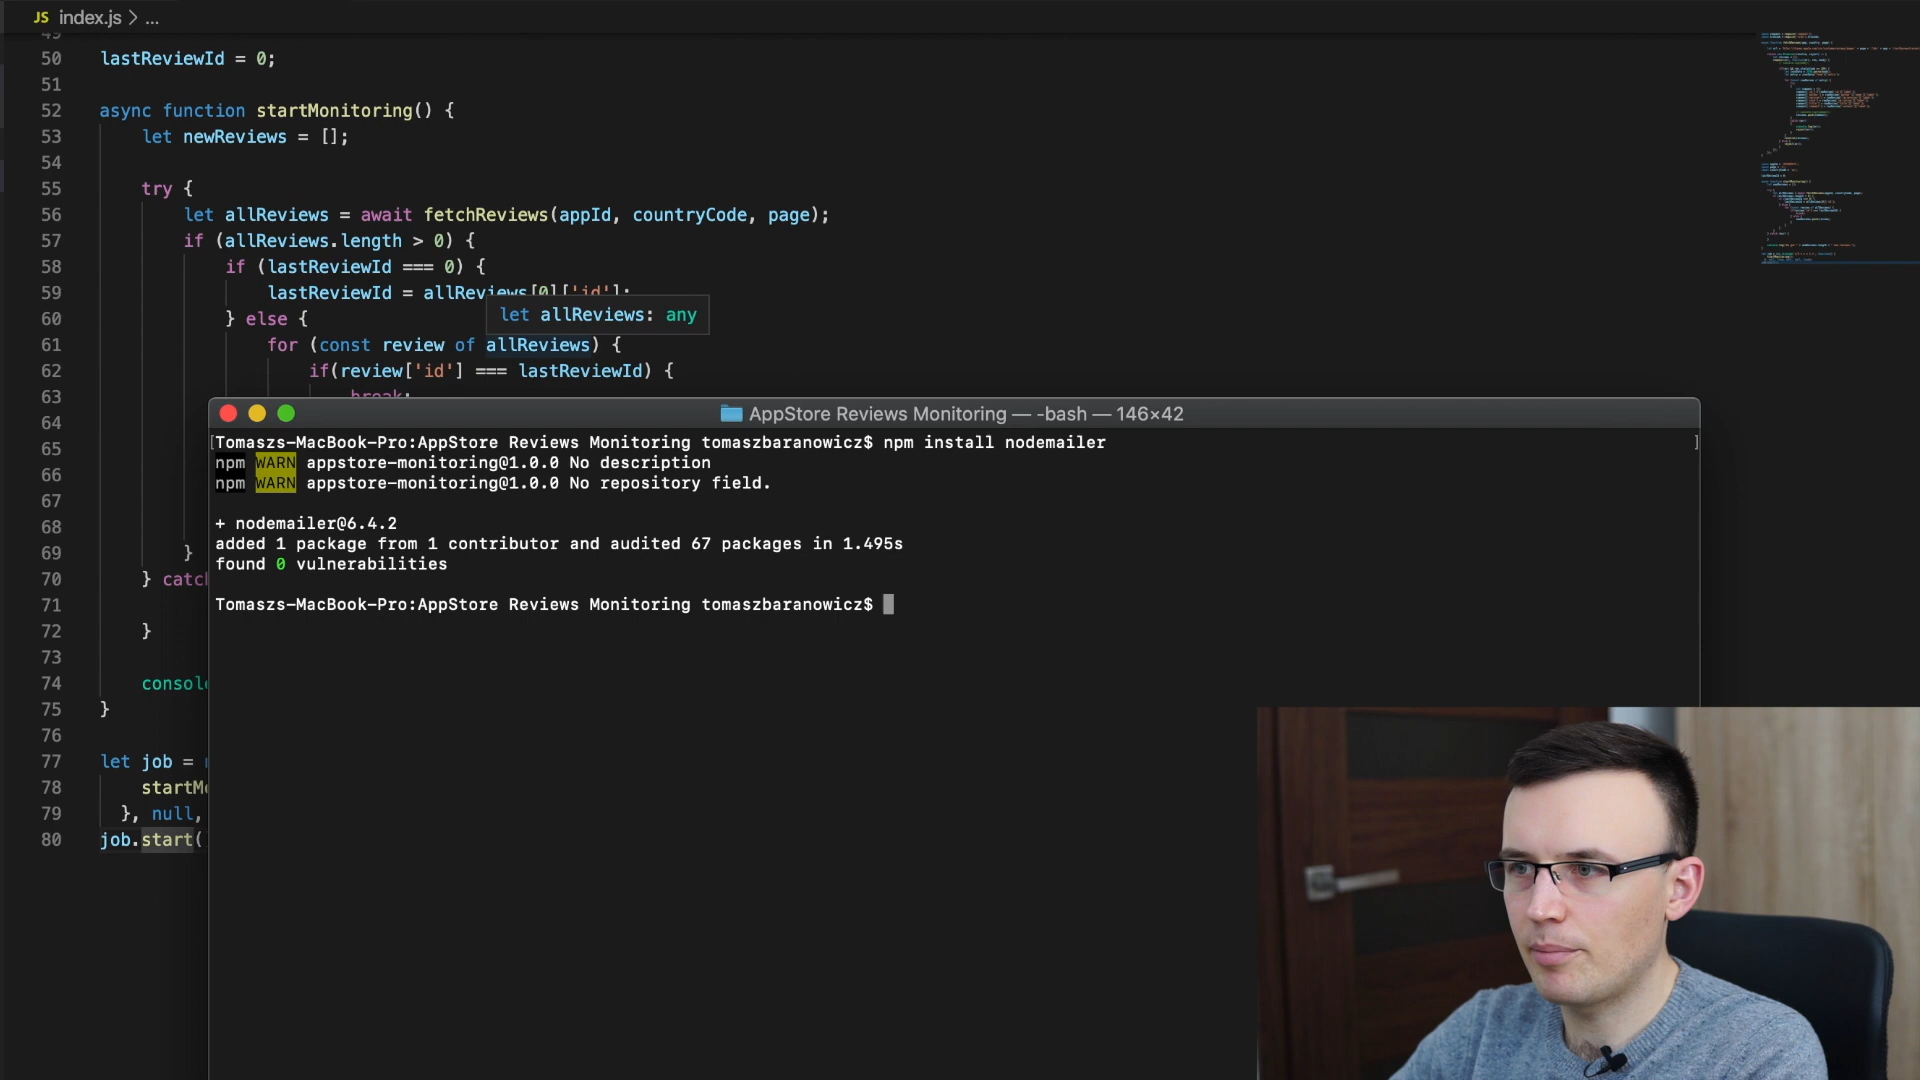 JS index.js > ...
49
50 lastReviewId = 0;
51
52 async function startMonitoring() {
53 let newReviews = [];
54
55 try {
56 let allReviews = await fetchReviews(appId, countryCode, page);
57 if (allReviews.length > 0) {
58 if (lastReviewId === 0) {
59 lastReviewId = allReviews[0]['id'];
let allReviews: any
60 } else {
61 for (const review of allReviews) {
62 if(review['id'] === lastReviewId) {
63 break;
64
65
66
67
68
69 }
70 } catch
71
72 }
73
74 console
75 }
76
77 let job =
78 startMo
79 }, null,
80 job.start(
AppStore Reviews Monitoring — -bash — 146×42
[Tomaszs-MacBook-Pro:AppStore Reviews Monitoring tomaszbaranowicz$ npm install nodemailer ]
npm WARN appstore-monitoring@1.0.0 No description
npm WARN appstore-monitoring@1.0.0 No repository field.
+ nodemailer@6.4.2
added 1 package from 1 contributor and audited 67 packages in 1.495s
found 0 vulnerabilities
Tomaszs-MacBook-Pro:AppStore Reviews Monitoring tomaszbaranowicz$